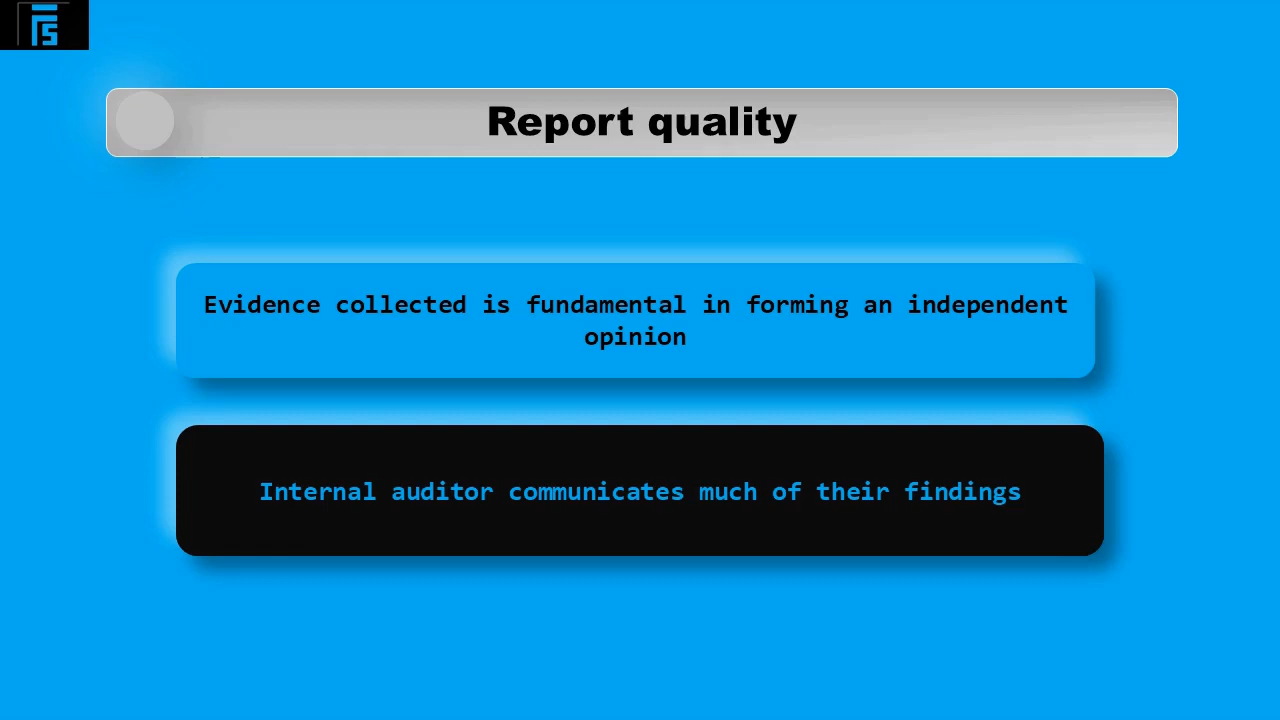 Report quality
Evidence collected is fundamental in forming an independent
opinion
Internal auditor communicates much of their findings